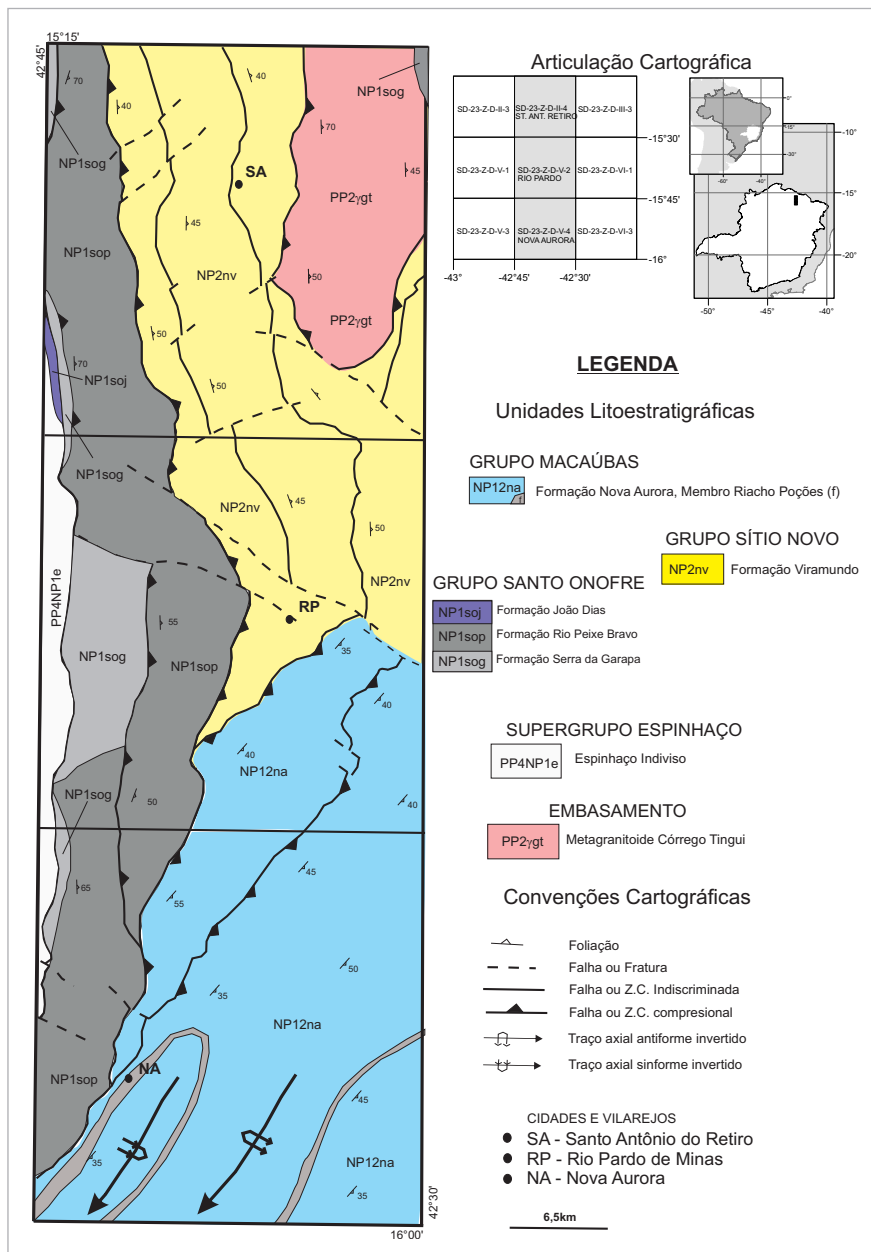 15°15'
42°45'
70
40
40
NP1sog
NP1sog
70
SA
45
PP2γgt
45
NP1sop
NP2nv
50
PP2γgt
50
70
NP1soj
50
NP1sog
NP2nv
45
50
PP4NP1e
NP2nv
RP
55
NP1sog
NP1sop
35
40
40
NP12na
NP1sog
50
40
45
65
55
50
35
NP12na
NA
NP1sop
45
35
NP12na
35
42°30'
16°00'
Articulação Cartográfica
SD-23-Z-D-II-3
SD-23-Z-D-II-4
ST. ANT. RETIRO
SD-23-Z-D-III-3
-15°30'
SD-23-Z-D-V-1
SD-23-Z-D-V-2
RIO PARDO
SD-23-Z-D-VI-1
-15°45'
SD-23-Z-D-V-3
SD-23-Z-D-V-4
NOVA AURORA
SD-23-Z-D-VI-3
-16°
-43°
-42°45'
-42°30'
0°
-15°
-30°
-60°
-40°
-10°
-15°
-20°
-50°
-45°
-40°
LEGENDA
Unidades Litoestratigráficas
GRUPO MACAÚBAS
NP12na
f
Formação Nova Aurora, Membro Riacho Poções (f)
GRUPO SÍTIO NOVO
NP2nv
Formação Viramundo
GRUPO SANTO ONOFRE
NP1soj
Formação João Dias
NP1sop
Formação Rio Peixe Bravo
NP1sog
Formação Serra da Garapa
SUPERGRUPO ESPINHAÇO
PP4NP1e
Espinhaço Indiviso
EMBASAMENTO
PP2γgt
Metagranitoide Córrego Tingui
Convenções Cartográficas
Foliação
Falha ou Fratura
Falha ou Z.C. Indiscriminada
Falha ou Z.C. compresional
Traço axial antiforme invertido
Traço axial sinforme invertido
CIDADES E VILAREJOS
SA - Santo Antônio do Retiro
RP - Rio Pardo de Minas
NA - Nova Aurora
6,5km